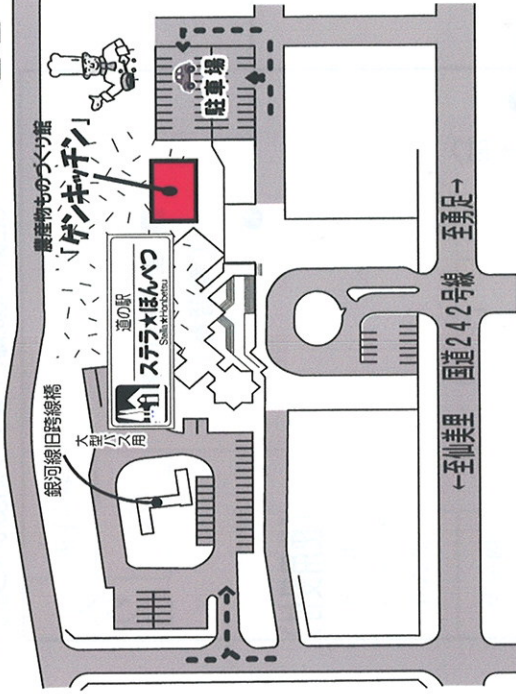 農産物ものづくり館
「ゲンキッチン」
駐車場
道の駅
ステラ★ほんべつ
Stella★Honbetsu
銀河線旧跨線橋
大型バス用
←至仙美里　国道242号線　至勇足→